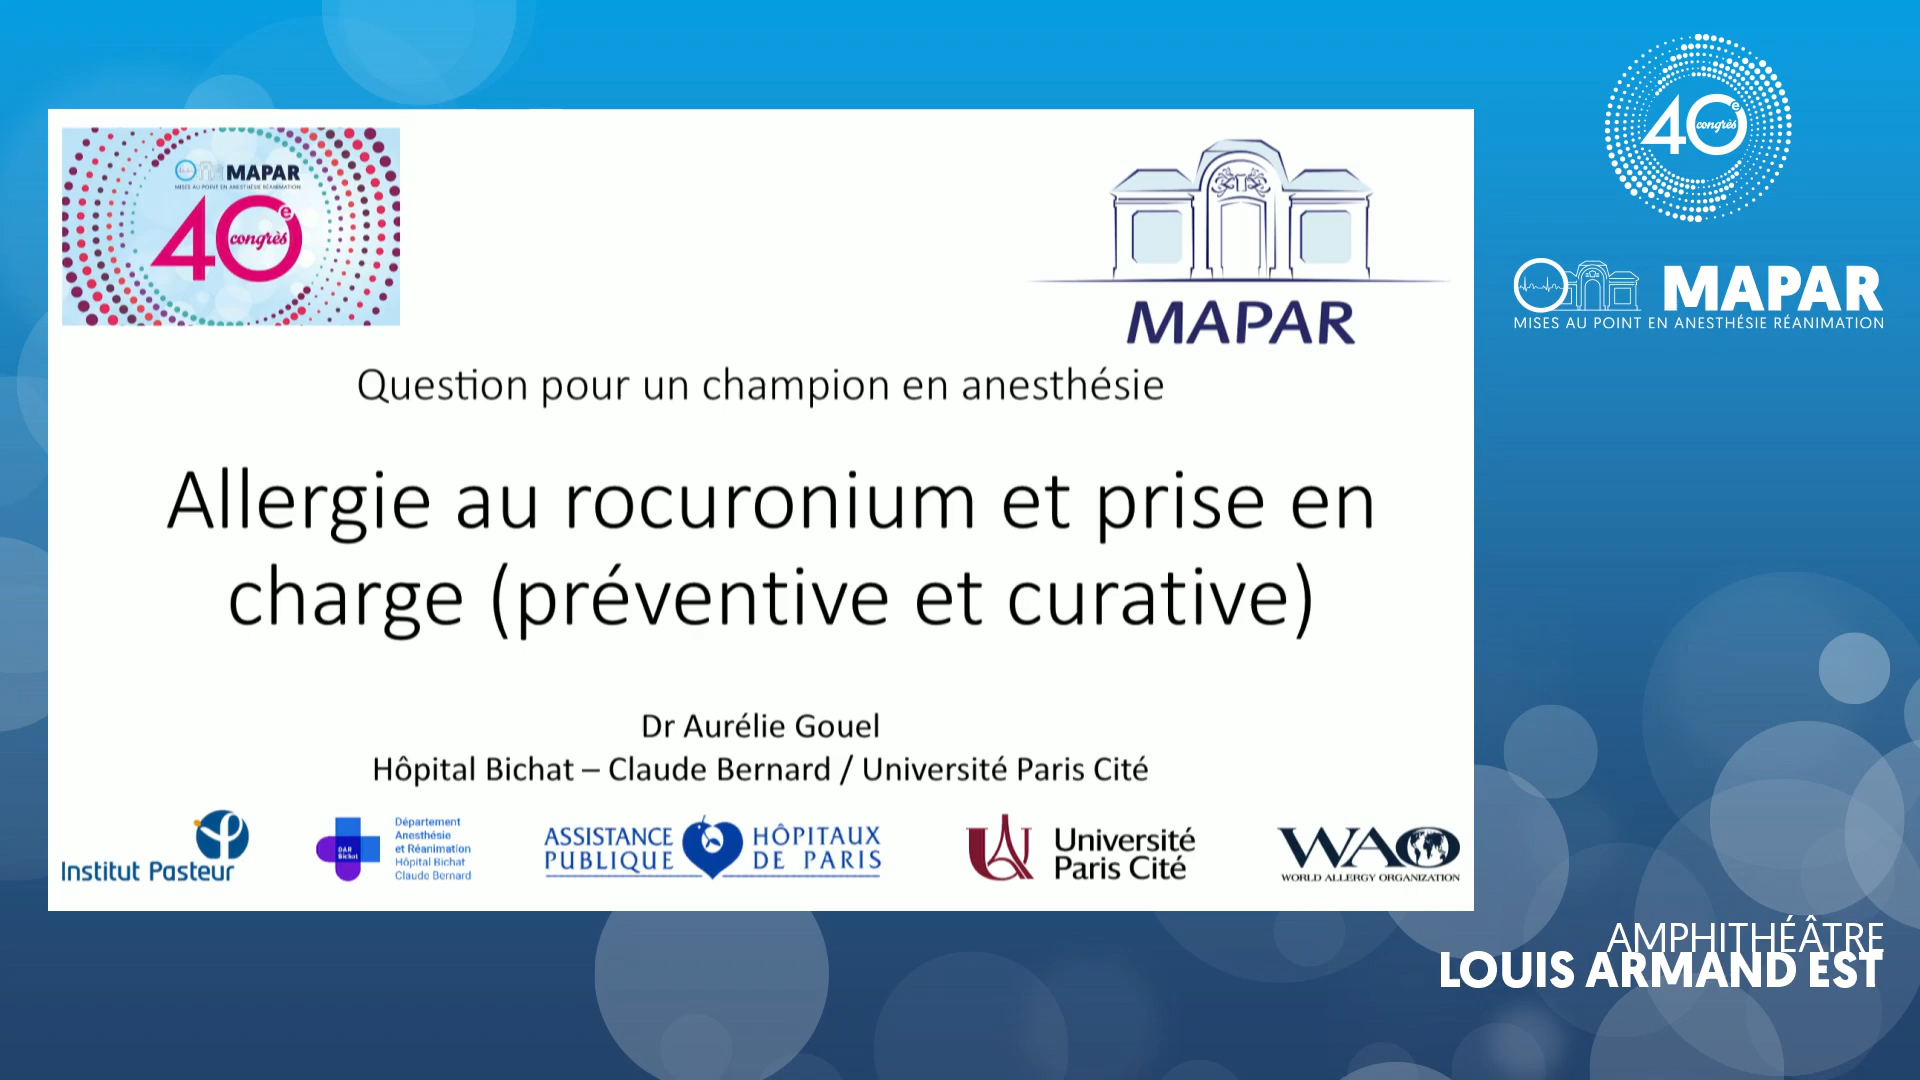 MAPAR
MISES AU POINT EN ANESTHÉSIE RÉANIMATION
40e
congrès
MAPAR
Question pour un champion en anesthésie
Allergie au rocuronium et prise en
charge (préventive et curative)
Dr Aurélie Gouel
Hôpital Bichat – Claude Bernard / Université Paris Cité
Institut Pasteur
DAR
Bichat
Département
Anesthésie
et Réanimation
Hôpital Bichat
Claude Bernard
ASSISTANCE HÔPITAUX
PUBLIQUE DE PARIS
Université
Paris Cité
WAO
WORLD ALLERGY ORGANIZATION
40e
congrès
MAPAR
MISES AU POINT EN ANESTHÉSIE RÉANIMATION
AMPHITHÉÂTRE
LOUIS ARMAND EST